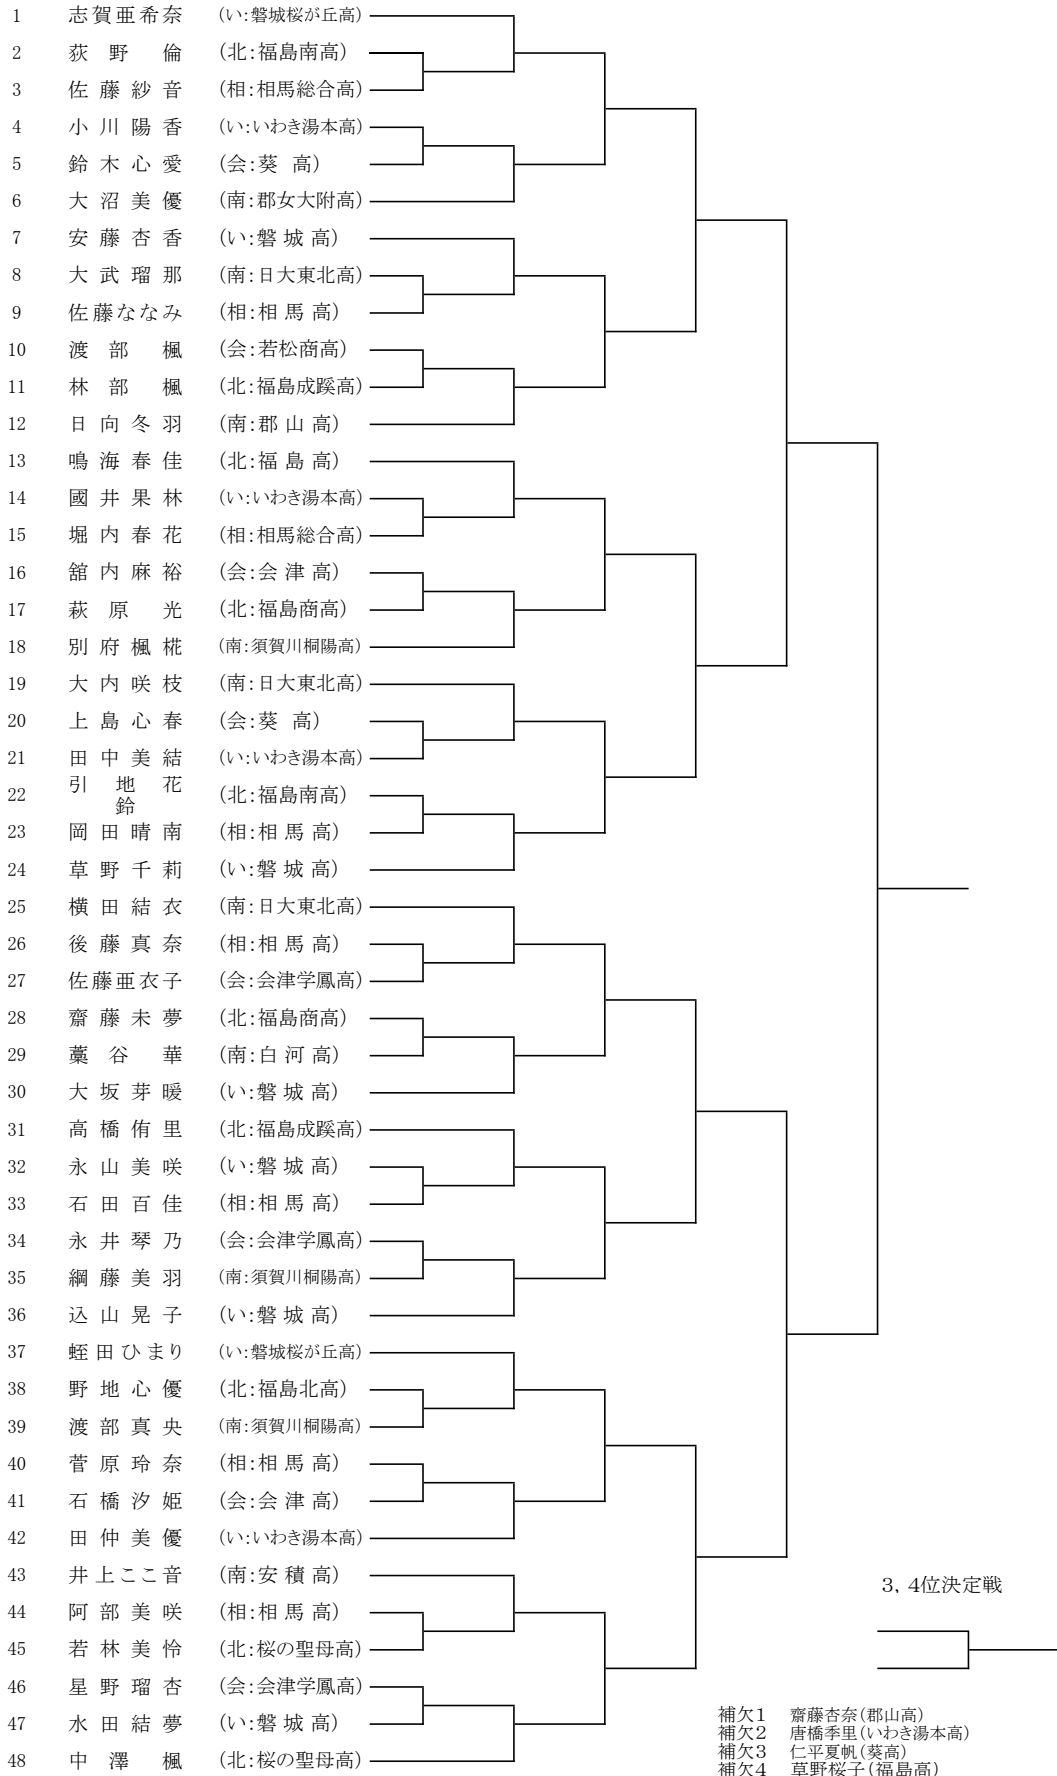 1 志賀亜希奈 (い:磐城桜が丘高)
2 荻野 倫 (北:福島南高)
3 佐藤紗音 (相:相馬総合高)
4 小川陽香 (い:いわき湯本高)
5 鈴木心愛 (会:葵 高)
6 大沼美優 (南:郡女大附高)
7 安藤杏香 (い:磐城高)
8 大武瑠那 (南:日大東北高)
9 佐藤ななみ (相:相馬高)
10 渡部 楓 (会:若松商高)
11 林部 楓 (北:福島成蹊高)
12 日向冬羽 (南:郡山高)
13 鳴海春佳 (北:福島高)
14 國井果林 (い:いわき湯本高)
15 堀内春花 (相:相馬総合高)
16 舘内麻裕 (会:会津高)
17 萩原 光 (北:福島商高)
18 別府楓椛 (南:須賀川桐陽高)
19 大内咲枝 (南:日大東北高)
20 上島心春 (会:葵 高)
21 田中美結 (い:いわき湯本高)
22 引地花鈴 (北:福島南高)
23 岡田晴南 (相:相馬高)
24 草野千莉 (い:磐城高)
25 横田結衣 (南:日大東北高)
26 後藤真奈 (相:相馬高)
27 佐藤亜衣子 (会:会津学鳳高)
28 齋藤未夢 (北:福島商高)
29 藁谷 華 (南:白河高)
30 大坂芽暖 (い:磐城高)
31 高橋侑里 (北:福島成蹊高)
32 永山美咲 (い:磐城高)
33 石田百佳 (相:相馬高)
34 永井琴乃 (会:会津学鳳高)
35 綱藤美羽 (南:須賀川桐陽高)
36 込山晃子 (い:磐城高)
37 蛭田ひまり (い:磐城桜が丘高)
38 野地心優 (北:福島北高)
39 渡部真央 (南:須賀川桐陽高)
40 菅原玲奈 (相:相馬高)
41 石橋汐姫 (会:会津高)
42 田仲美優 (い:いわき湯本高)
43 井上ここ音 (南:安積高)
44 阿部美咲 (相:相馬高)
45 若林美怜 (北:桜の聖母高)
46 星野瑠杏 (会:会津学鳳高)
47 水田結夢 (い:磐城高)
48 中澤 楓 (北:桜の聖母高)
3, 4位決定戦
補欠1 齋藤杏奈(郡山高)
補欠2 唐橋季里(いわき湯本高)
補欠3 仁平夏帆(葵高)
補欠4 草野桜子(福島高)